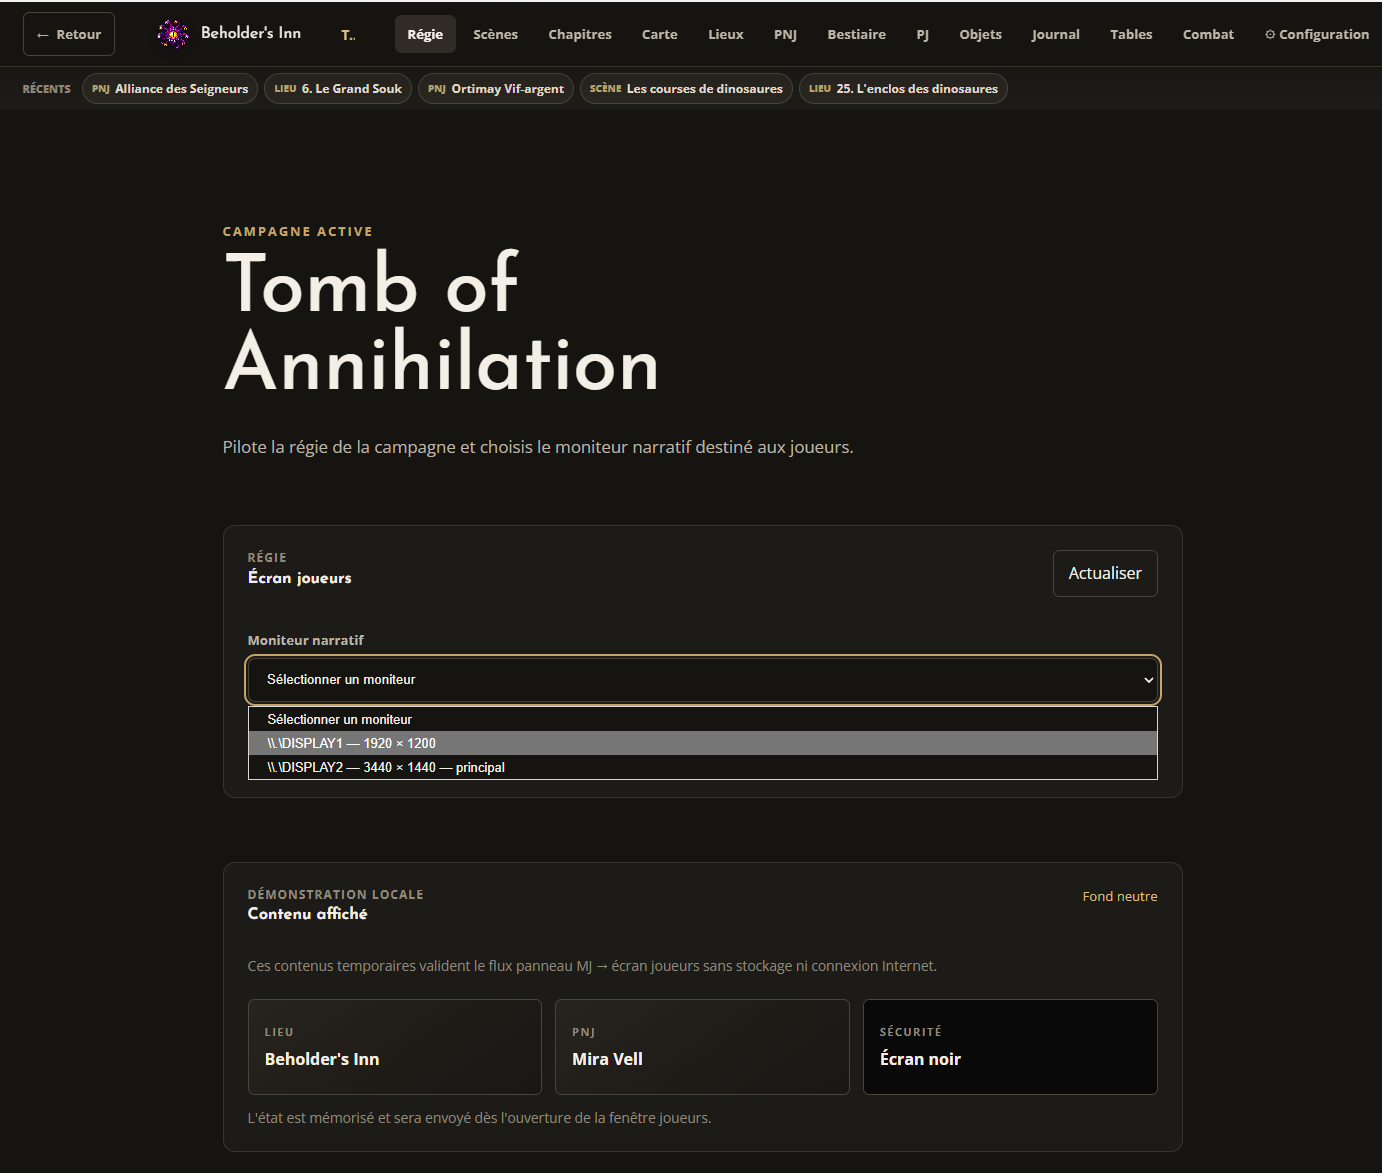 ← Retour
Beholder's Inn
T..
Régie
Scènes
Chapitres
Carte
Lieux
PNJ
Bestiaire
PJ
Objets
Journal
Tables
Combat
⚙ Configuration
RÉCENTS
PNJ Alliance des Seigneurs
LIEU 6. Le Grand Souk
PNJ Ortimay Vif-argent
SCÈNE Les courses de dinosaures
LIEU 25. L'enclos des dinosaures
CAMPAGNE ACTIVE
Tomb of
Annihilation
Pilote la régie de la campagne et choisis le moniteur narratif destiné aux joueurs.
RÉGIE
Écran joueurs
Actualiser
Moniteur narratif
Sélectionner un moniteur
Sélectionner un moniteur
\\.\DISPLAY1 — 1920 × 1200
\\.\DISPLAY2 — 3440 × 1440 — principal
DÉMONSTRATION LOCALE
Contenu affiché
Fond neutre
Ces contenus temporaires valident le flux panneau MJ → écran joueurs sans stockage ni connexion Internet.
LIEU
Beholder's Inn
PNJ
Mira Vell
SÉCURITÉ
Écran noir
L'état est mémorisé et sera envoyé dès l'ouverture de la fenêtre joueurs.